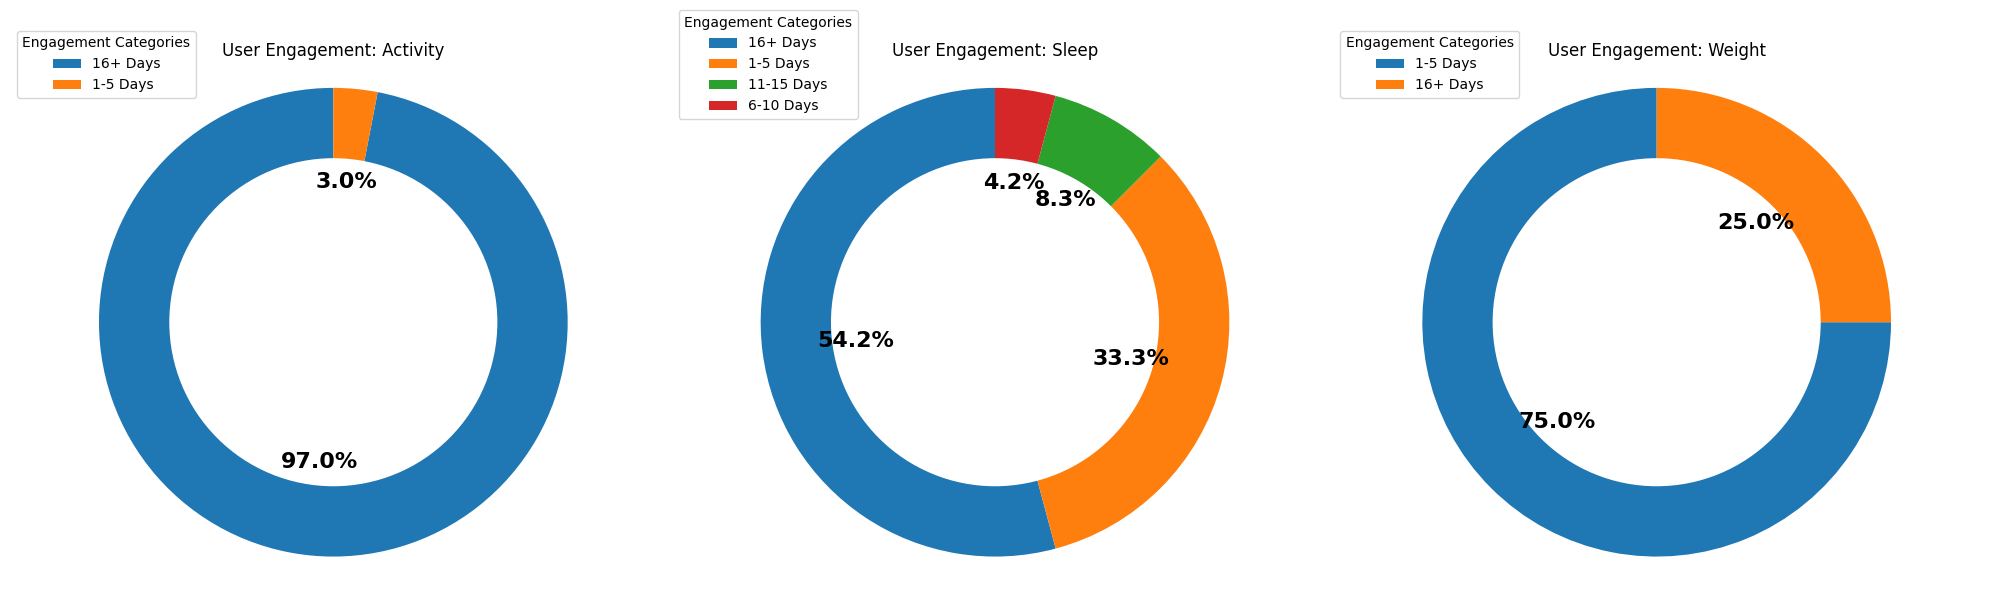 Engagement Categories
16+ Days
1-5 Days
User Engagement: Activity
3.0%
97.0%
Engagement Categories
16+ Days
1-5 Days
11-15 Days
6-10 Days
User Engagement: Sleep
4.2%
8.3%
54.2%
33.3%
Engagement Categories
1-5 Days
16+ Days
User Engagement: Weight
25.0%
75.0%